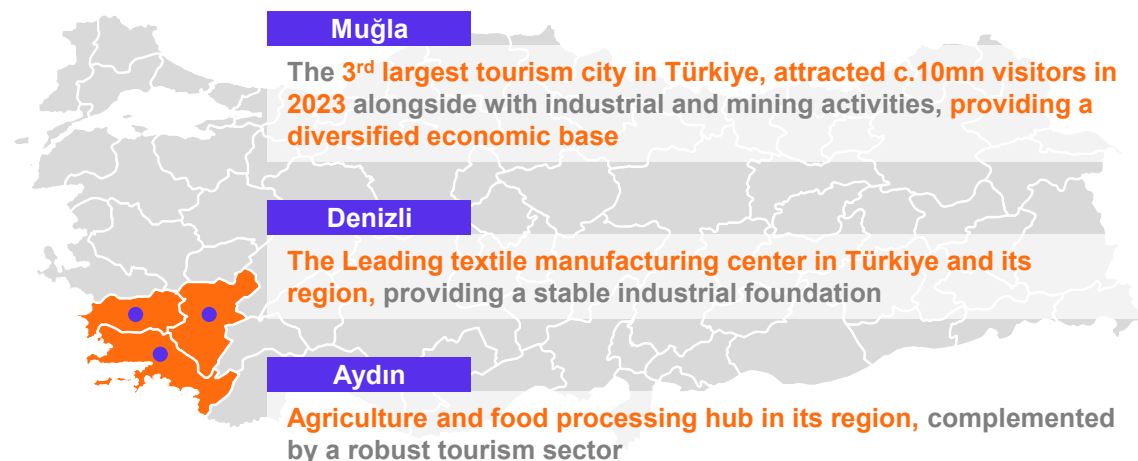 Muğla
The 3rd largest tourism city in Türkiye, attracted c.10mn visitors in
2023 alongside with industrial and mining activities, providing a
diversified economic base
Denizli
The Leading textile manufacturing center in Türkiye and its
region, providing a stable industrial foundation
Aydın
Agriculture and food processing hub in its region, complemented
by a robust tourism sector